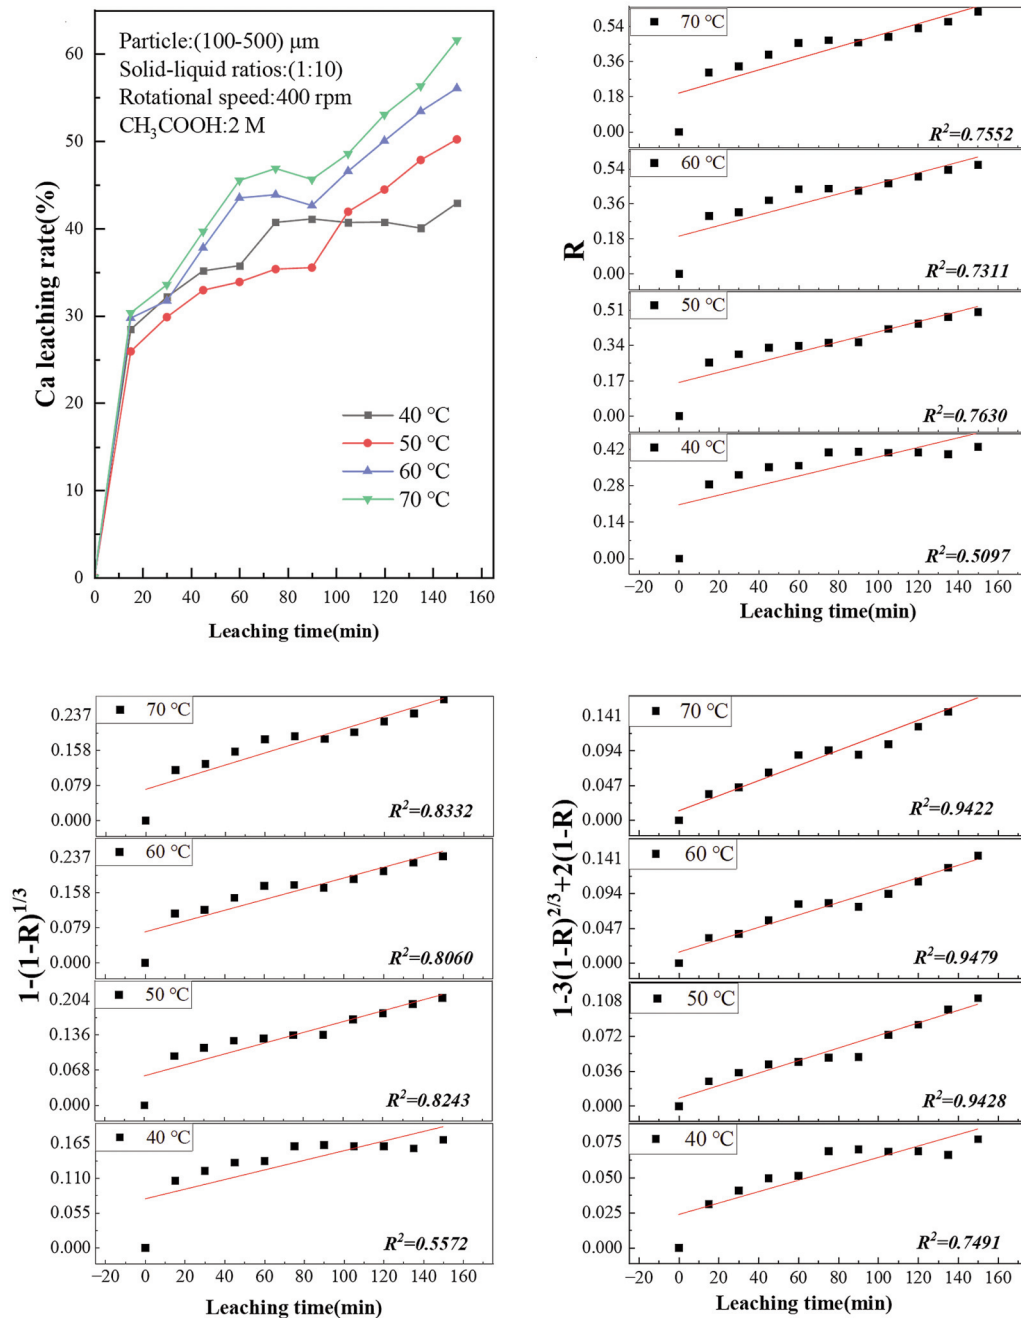 Particle:(100-500) μm
Solid-liquid ratios:(1:10)
Rotational speed:400 rpm
CH₃COOH:2 M
Ca leaching rate(%)
60
50
40
30
20
10
0
40 ℃
50 ℃
60 ℃
70 ℃
0 20 40 60 80 100 120 140 160
Leaching time(min)
R
70 ℃
0.54
0.36
0.18
0.00
R²=0.7552
60 ℃
0.54
0.36
0.18
0.00
R²=0.7311
50 ℃
0.51
0.34
0.17
0.00
R²=0.7630
40 ℃
0.42
0.28
0.14
0.00
R²=0.5097
−20 0 20 40 60 80 100 120 140 160
Leaching time(min)
1-(1-R)^1/3
70 ℃
0.237
0.158
0.079
0.000
R²=0.8332
60 ℃
0.237
0.158
0.079
0.000
R²=0.8060
50 ℃
0.204
0.136
0.068
0.000
R²=0.8243
40 ℃
0.165
0.110
0.055
0.000
R²=0.5572
−20 0 20 40 60 80 100 120 140 160
Leaching time(min)
1-3(1-R)^2/3+2(1-R)
70 ℃
0.141
0.094
0.047
0.000
R²=0.9422
60 ℃
0.141
0.094
0.047
0.000
R²=0.9479
50 ℃
0.108
0.072
0.036
0.000
R²=0.9428
40 ℃
0.075
0.050
0.025
0.000
R²=0.7491
−20 0 20 40 60 80 100 120 140 160
Leaching time(min)